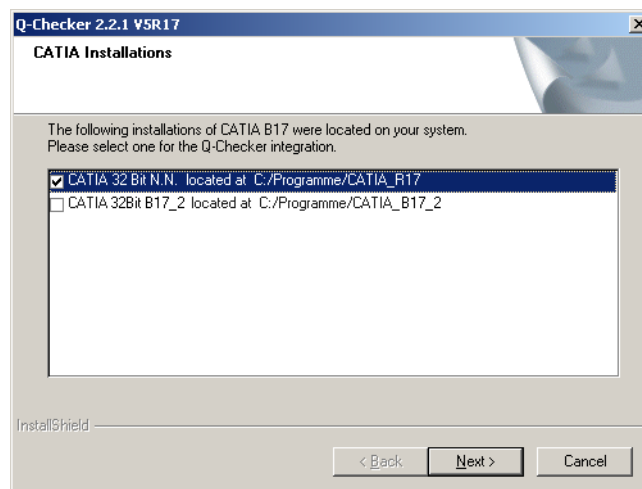 Q-Checker 2.2.1 V5R17
CATIA Installations
The following installations of CATIA B17 were located on your system.
Please select one for the Q-Checker integration.
CATIA 32 Bit N.N. located at C:/Programme/CATIA_R17
CATIA 32Bit B17_2 located at C:/Programme/CATIA_B17_2
InstallShield
< Back
Next >
Cancel